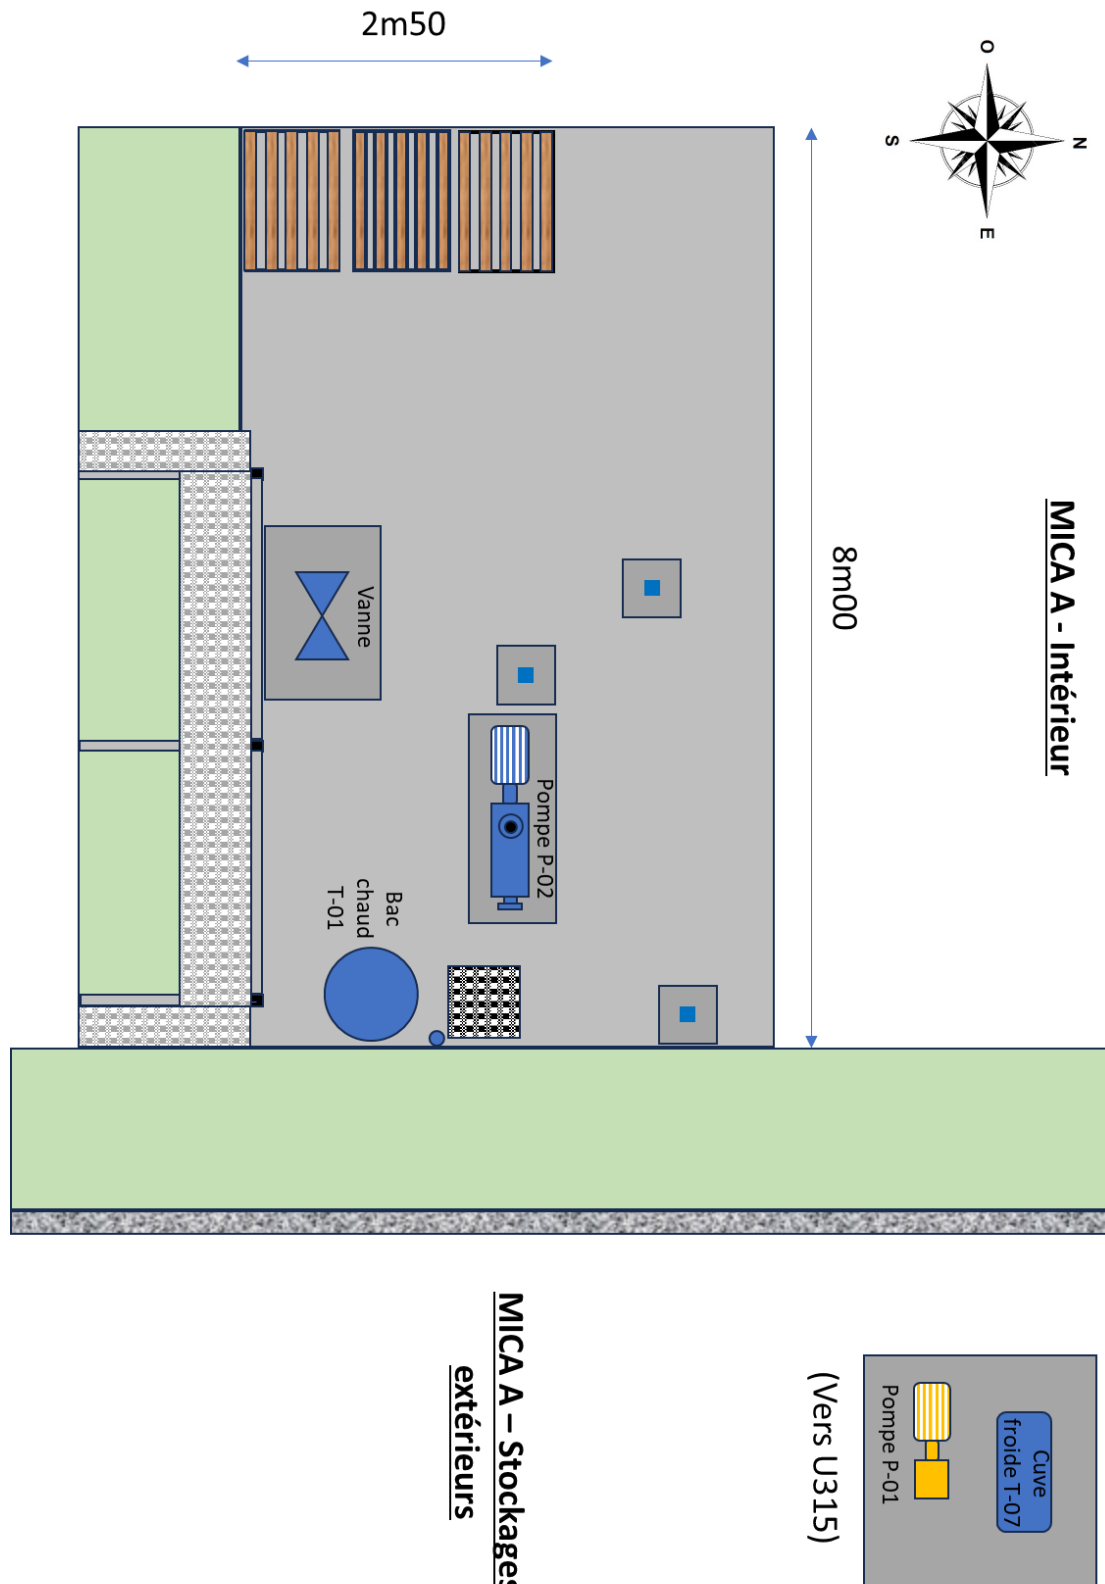 2m50
O
N
S
E
MICA A - Intérieur
8m00
Vanne
Pompe P-02
Bac
chaud
T-01
MICA A – Stockages
extérieurs
(Vers U315)
Pompe P-01
Cuve
froide T-07